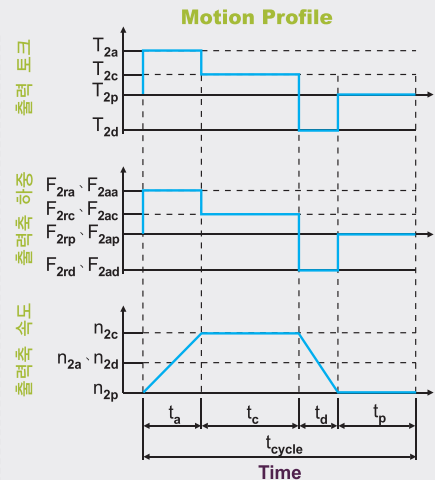 Motion Profile
출력 토크
T2a
T2c
T2p
T2d
출력축 하중
F2ra、F2aa
F2rc、F2ac
F2rp、F2ap
F2rd、F2ad
출력축 속도
n2c
n2a、n2d
n2p
ta tc td tp
tcycle
Time